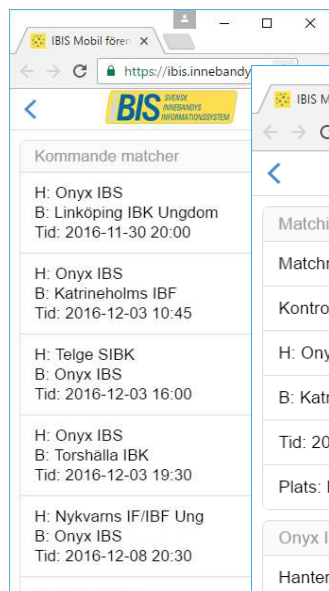 IBIS Mobil fören
https://ibis.innebandy
BIS SVENSK
INNEBANDYS
INFORMATIONSSYSTEM
Kommande matcher
H: Onyx IBS
B: Linköping IBK Ungdom
Tid: 2016-11-30 20:00
H: Onyx IBS
B: Katrineholms IBF
Tid: 2016-12-03 10:45
H: Telge SIBK
B: Onyx IBS
Tid: 2016-12-03 16:00
H: Onyx IBS
B: Torshälla IBK
Tid: 2016-12-03 19:30
H: Nykvarns IF/IBF Ung
B: Onyx IBS
Tid: 2016-12-08 20:30
IBIS M
Matchi
Matchr
Kontro
H: Ony
B: Katr
Tid: 20
Plats:
Onyx I
Hanter